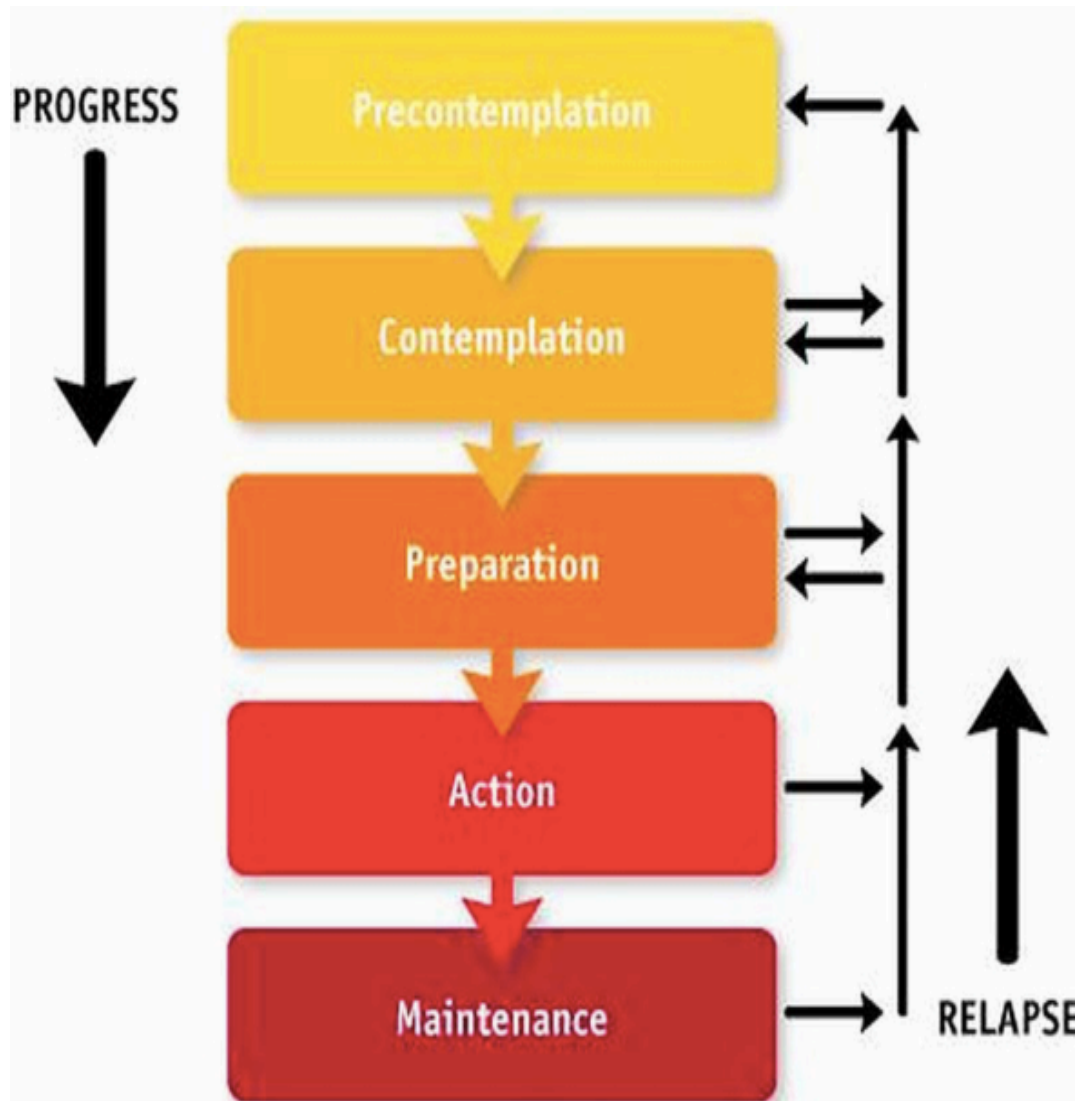 PROGRESS
Precontemplation
Contemplation
Preparation
Action
Maintenance
RELAPSE